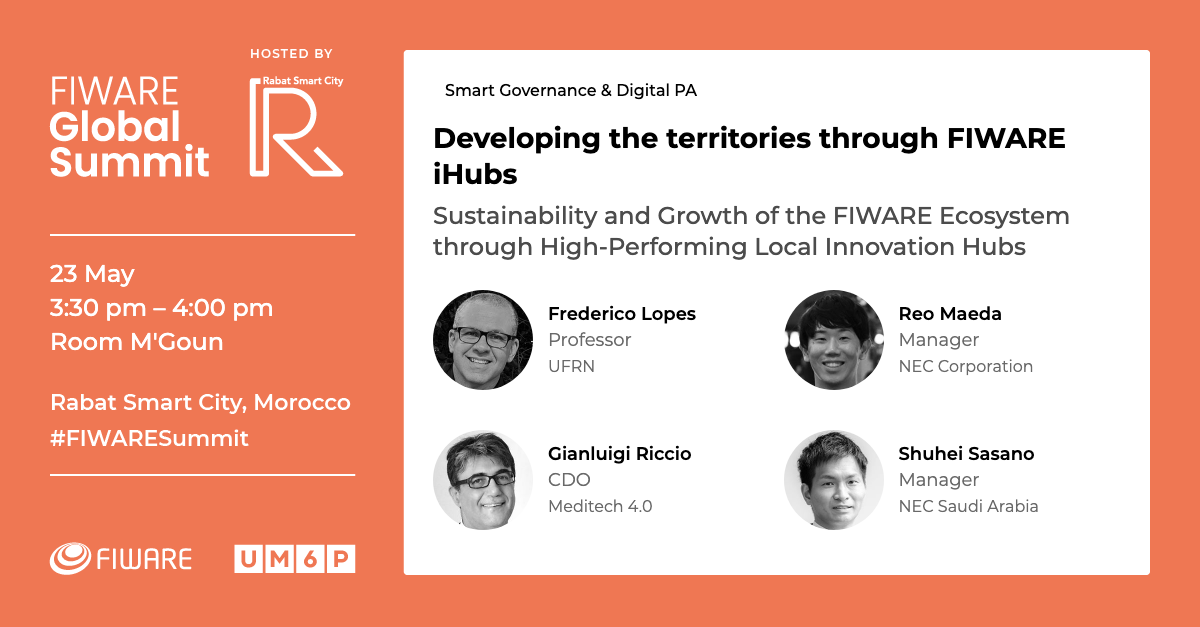 HOSTED BY
FIWARE
Global
Summit
Rabat Smart City
R
23 May
3:30 pm – 4:00 pm
Room M'Goun
Rabat Smart City, Morocco
#FIWARESummit
FIWARE
UM6P
Smart Governance & Digital PA
Developing the territories through FIWARE
iHubs
Sustainability and Growth of the FIWARE Ecosystem
through High-Performing Local Innovation Hubs
Frederico Lopes
Professor
UFRN
Reo Maeda
Manager
NEC Corporation
Gianluigi Riccio
CDO
Meditech 4.0
Shuhei Sasano
Manager
NEC Saudi Arabia